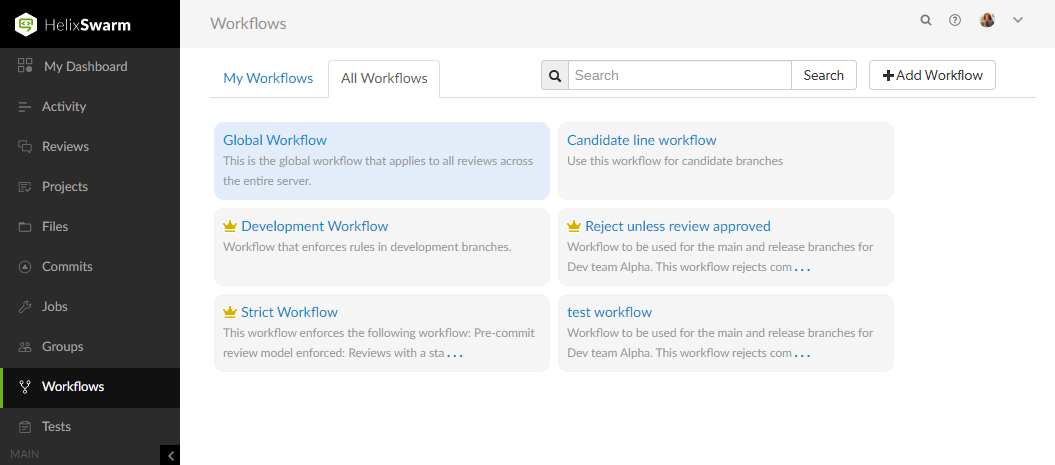 HelixSwarm
Workflows
My Dashboard
Activity
Reviews
Projects
Files
Commits
Jobs
Groups
Workflows
Tests
MAIN
My Workflows
All Workflows
Search
Search
Add Workflow
Global Workflow
This is the global workflow that applies to all reviews across
the entire server.
Candidate line workflow
Use this workflow for candidate branches
Development Workflow
Workflow that enforces rules in development branches.
Reject unless review approved
Workflow to be used for the main and release branches for
Dev team Alpha. This workflow rejects com ...
Strict Workflow
This workflow enforces the following workflow: Pre-commit
review model enforced: Reviews with a sta ...
test workflow
Workflow to be used for the main and release branches for
Dev team Alpha. This workflow rejects com ...